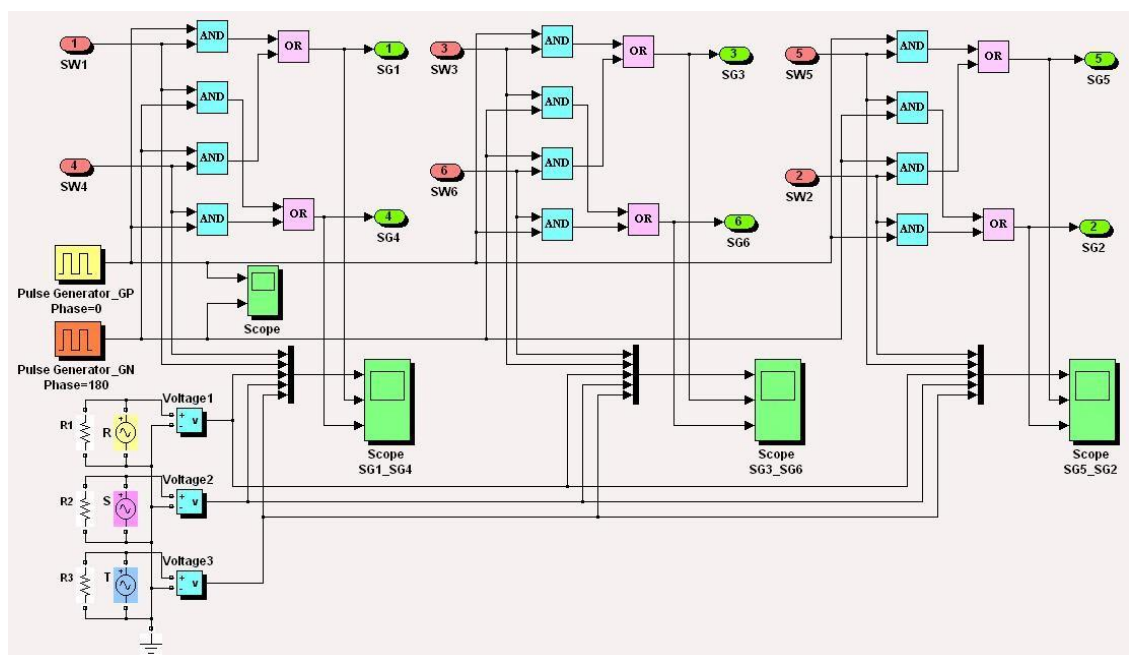 1
SW1
AND
OR
1
SG1
AND
4
SW4
AND
AND
OR
4
SG4
3
SW3
AND
OR
3
SG3
AND
6
SW6
AND
AND
OR
6
SG6
5
SW5
AND
OR
5
SG5
AND
2
SW2
AND
AND
OR
2
SG2
Pulse Generator_GP
Phase=0
Scope
Pulse Generator_GN
Phase=180
Voltage1
R1
R
+
-
v
Scope
SG1_SG4
Scope
SG3_SG6
Scope
SG5_SG2
Voltage2
R2
S
+
-
v
Voltage3
R3
T
+
-
v